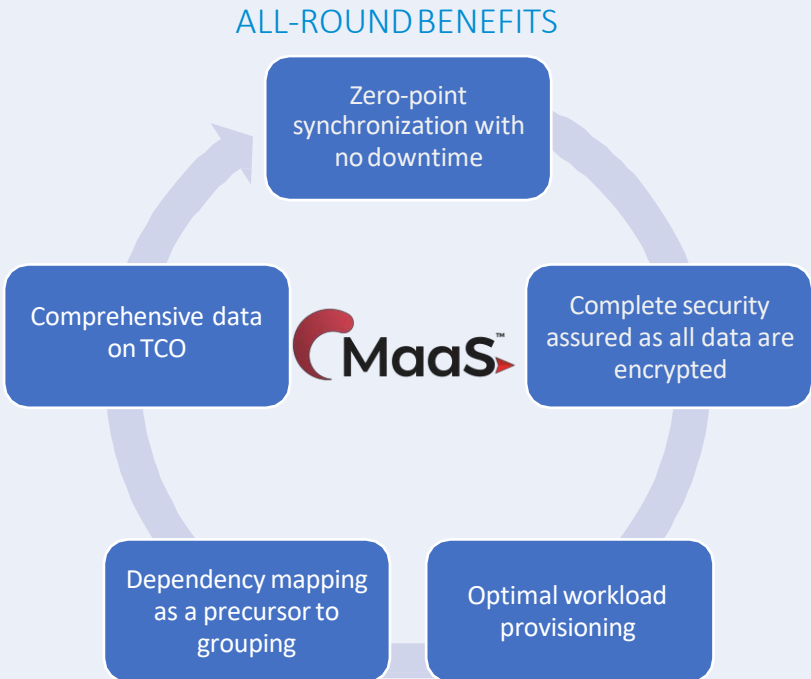 ALL-ROUND BENEFITS
Zero-point
synchronization with
no downtime
Complete security
assured as all data are
encrypted
Optimal workload
provisioning
Dependency mapping
as a precursor to
grouping
Comprehensive data
on TCO
CMaaS™